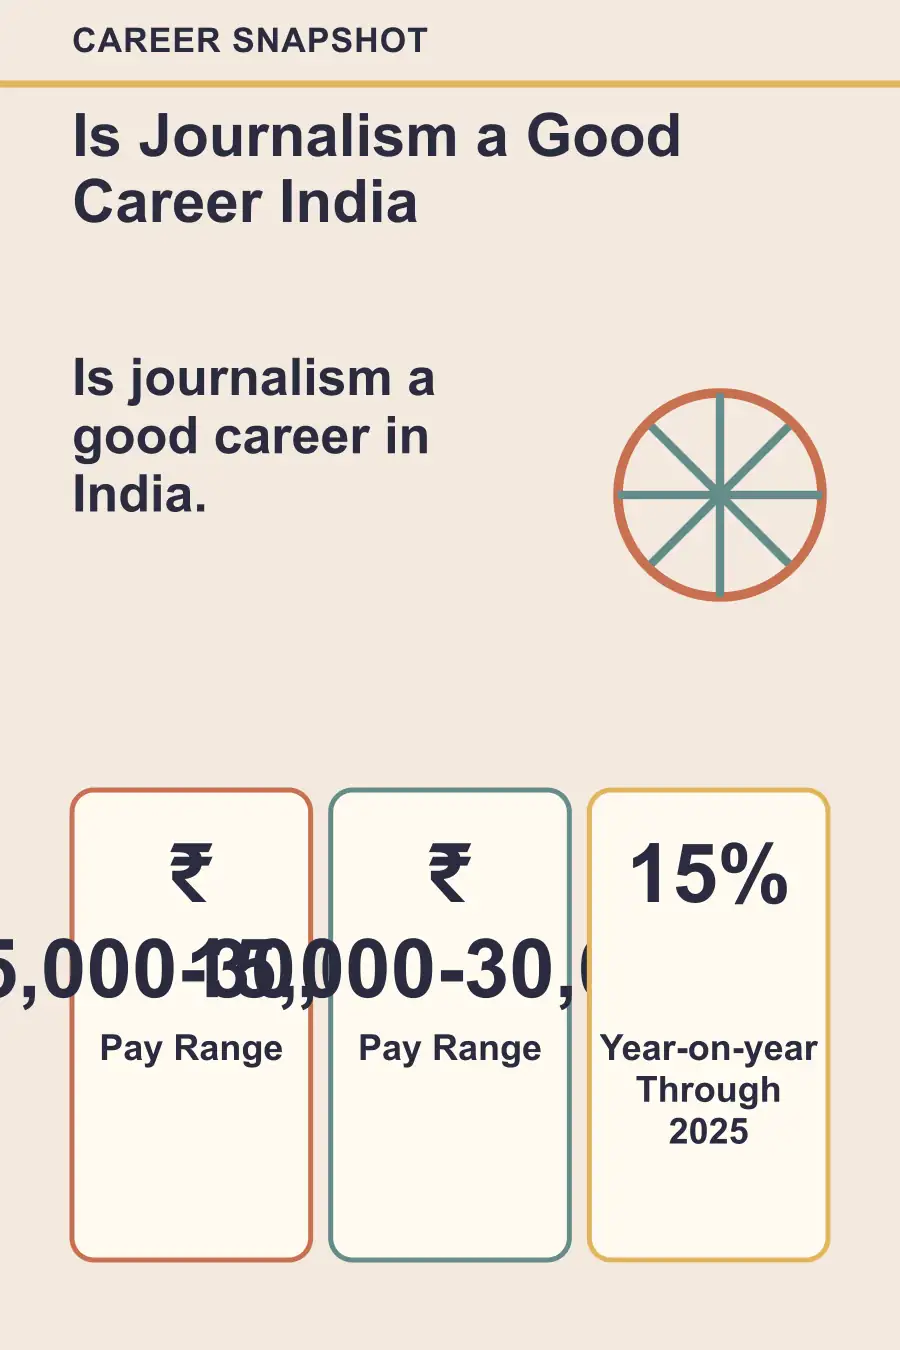 CAREER SNAPSHOT
Is Journalism a Good
Career India
Is journalism a
good career in
India.
₹
Pay Range
₹
Pay Range
15%
Year-on-year
Through
2025